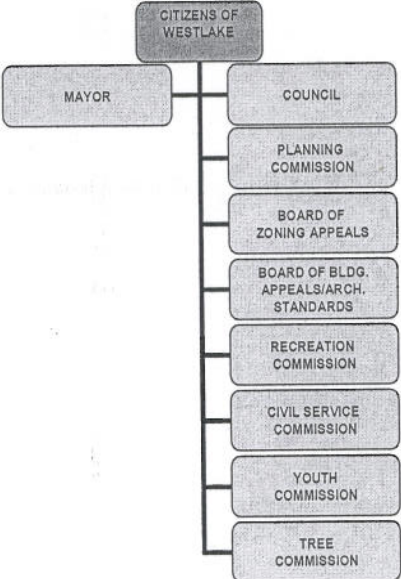 CITIZENS OF
WESTLAKE
MAYOR
COUNCIL
PLANNING
COMMISSION
BOARD OF
ZONING APPEALS
BOARD OF BLDG.
APPEALS/ARCH.
STANDARDS
RECREATION
COMMISSION
CIVIL SERVICE
COMMISSION
YOUTH
COMMISSION
TREE
COMMISSION